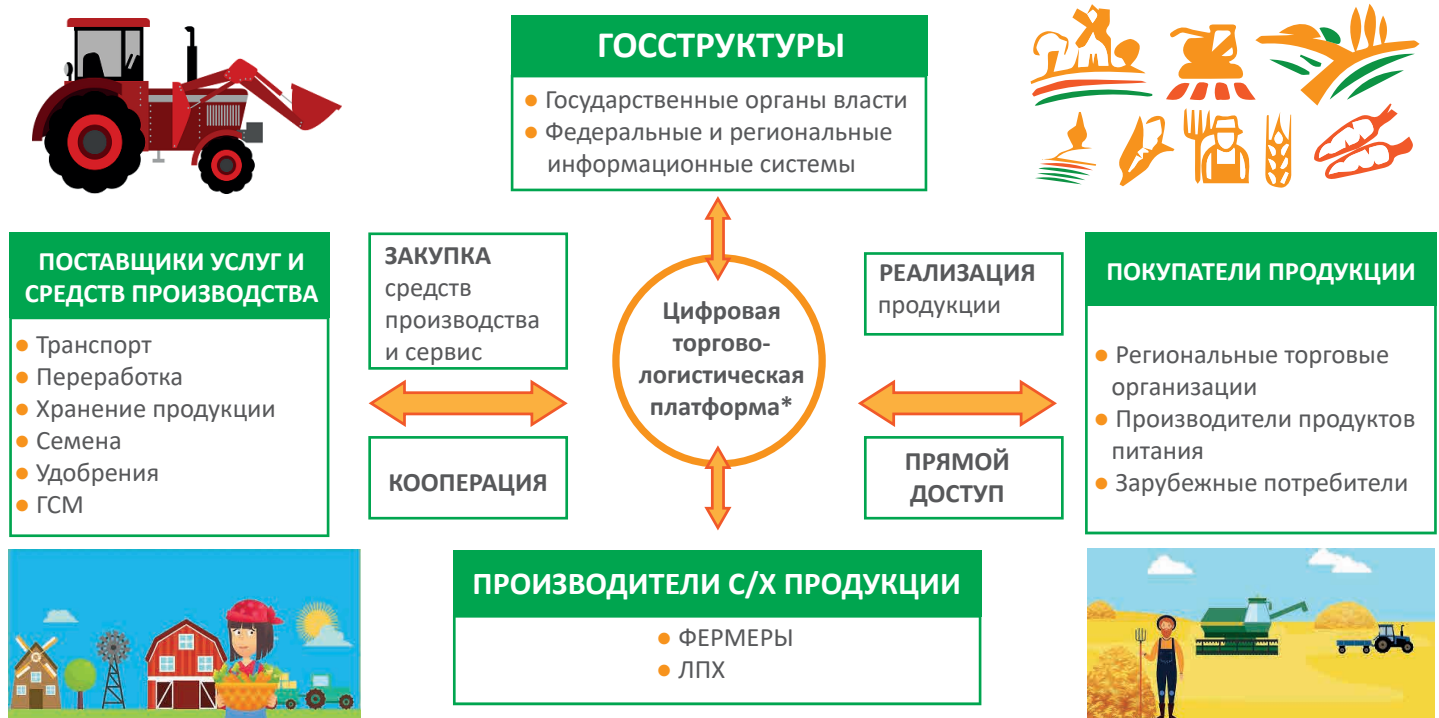 ГОССТРУКТУРЫ
● Государственные органы власти
● Федеральные и региональные
информационные системы
ПОСТАВЩИКИ УСЛУГ И
СРЕДСТВ ПРОИЗВОДСТВА
● Транспорт
● Переработка
● Хранение продукции
● Семена
● Удобрения
● ГСМ
ЗАКУПКА
средств
производства
и сервис
КООПЕРАЦИЯ
Цифровая
торгово-
логистическая
платформа*
РЕАЛИЗАЦИЯ
продукции
ПРЯМОЙ
ДОСТУП
ПОКУПАТЕЛИ ПРОДУКЦИИ
● Региональные торговые
организации
● Производители продуктов
питания
● Зарубежные потребители
ПРОИЗВОДИТЕЛИ С/Х ПРОДУКЦИИ
● ФЕРМЕРЫ
● ЛПХ